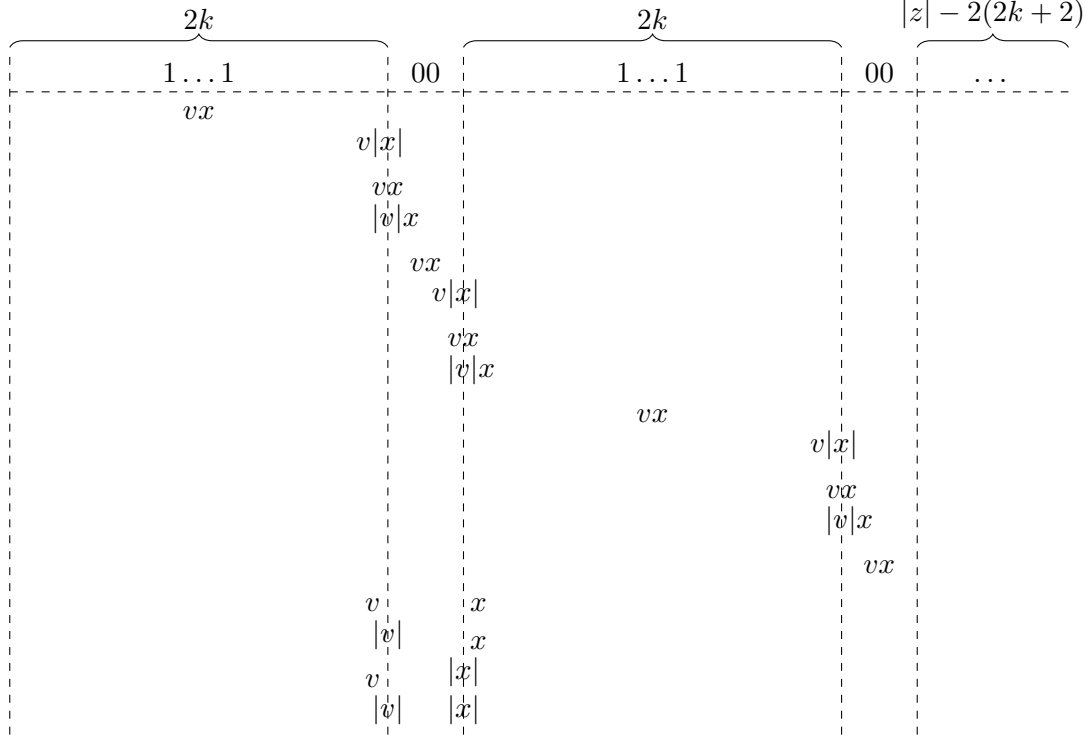 2k 2k |z| − 2(2k + 2)
1 . . . 1 00 1 . . . 1 00 . . .
vx
v|x|
vx
|v|x
vx
v|x|
vx
|v|x
vx
v|x|
vx
|v|x
vx
v x
|v| x
v |x|
|v| |x|